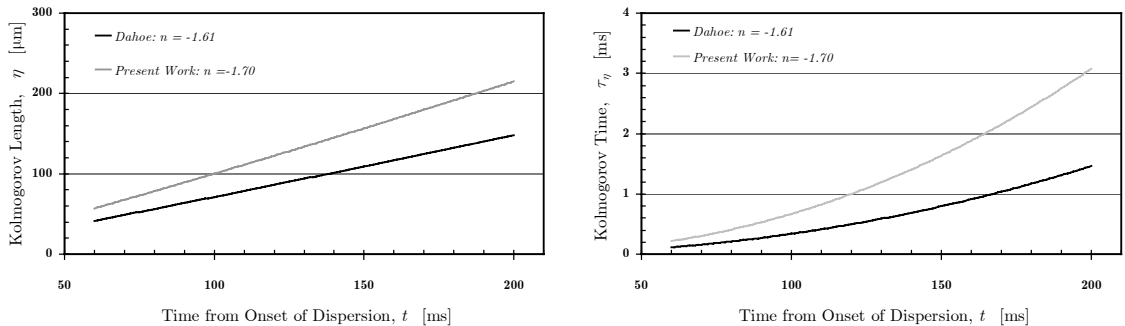 300
200
100
0
Kolmogorov Length, η [μm]
Dahoe: n = -1.61
Present Work: n =-1.70
50 100 150 200
Time from Onset of Dispersion, t [ms]
4
3
2
1
0
Kolmogorov Time, τη [ms]
Dahoe: n = -1.61
Present Work: n= -1.70
50 100 150 200
Time from Onset of Dispersion, t [ms]